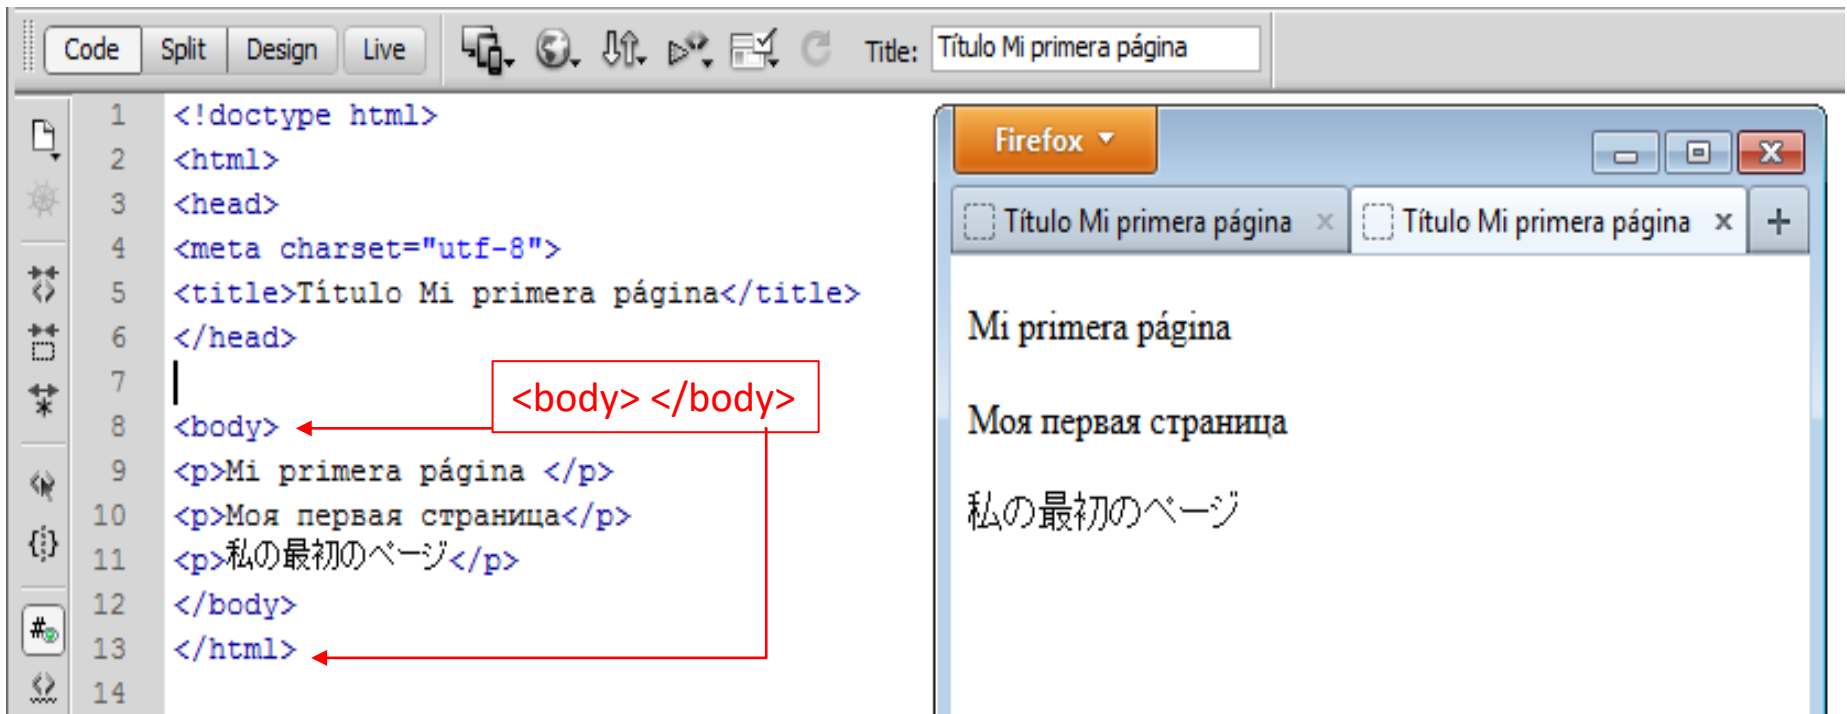 Code Split Design Live Title: Título Mi primera página
1 <!doctype html>
2 <html>
3 <head>
4 <meta charset="utf-8">
5 <title>Título Mi primera página</title>
6 </head>
7
<body> </body>
8 <body>
9 <p>Mi primera página </p>
10 <p>Моя первая страница</p>
11 <p>私の最初のページ</p>
12 </body>
13 </html>
14
Firefox
Título Mi primera página × Título Mi primera página × +
Mi primera página
Моя первая страница
私の最初のページ